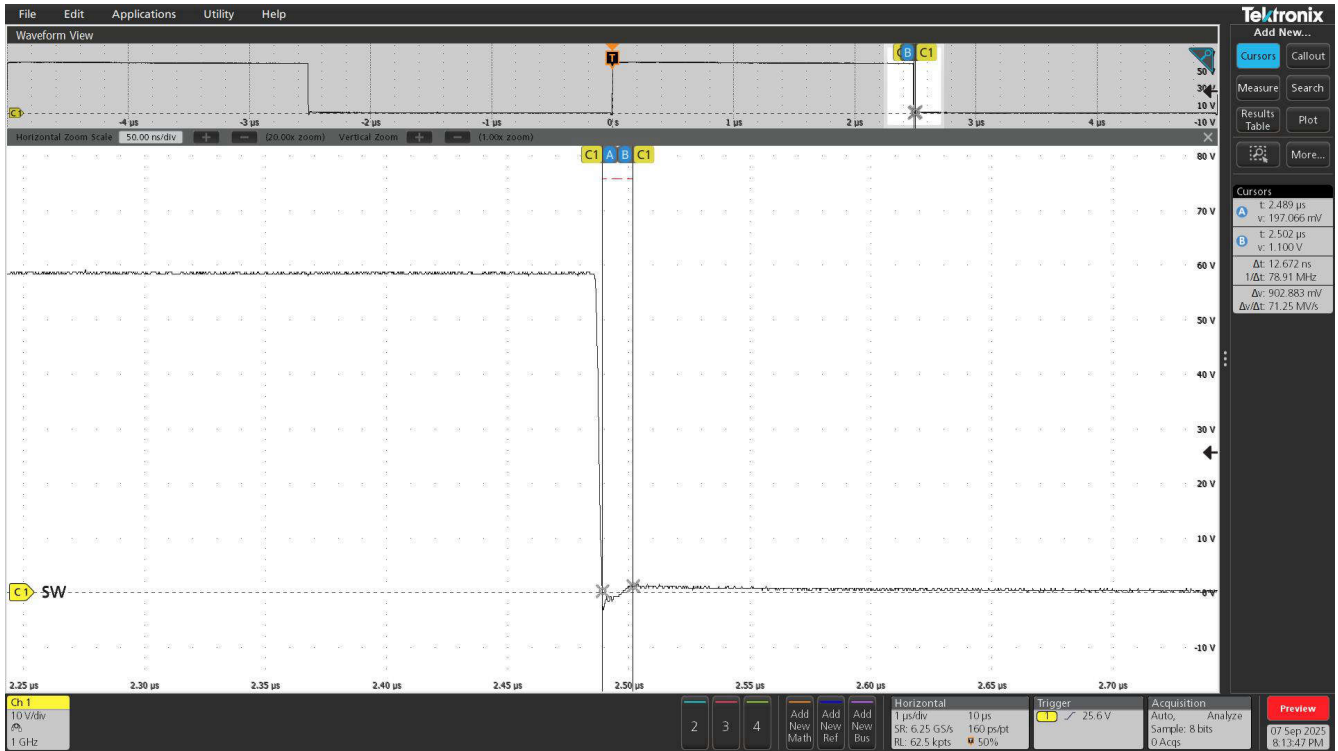 File Edit Applications Utility Help
Tektronix
Waveform View
Add New...
B C1
Cursors Callout
T
50 V
10 V
-10 V
C1
-4 µs -3 µs -2 µs -1 µs 0 s 1 µs 2 µs 3 µs 4 µs
Measure Search
Results Table Plot
More...
Horizontal Zoom Scale 50.00 ns/div + − (20.00x zoom) Vertical Zoom + − (1.00x zoom) ×
C1 A B C1
80 V
70 V
60 V
50 V
40 V
30 V
20 V
10 V
0 V
-10 V
C1 SW
2.25 µs 2.30 µs 2.35 µs 2.40 µs 2.45 µs 2.50 µs 2.55 µs 2.60 µs 2.65 µs 2.70 µs
Cursors
A t: 2.489 µs
v: 197.066 mV
B t: 2.502 µs
v: 1.100 V
Δt: 12.672 ns
1/Δt: 78.91 MHz
Δv: 902.883 mV
Δv/Δt: 71.25 MV/s
Ch 1
10 V/div
1 GHz
2 3 4
Add New Math
Add New Ref
Add New Bus
Horizontal
1 µs/div 10 µs
SR: 6.25 GS/s 160 ps/pt
RL: 62.5 kpts 50%
Trigger
1 25.6 V
Acquisition
Auto, Analyze
Sample: 8 bits
0 Acqs
Preview
07 Sep 2025
8:13:47 PM